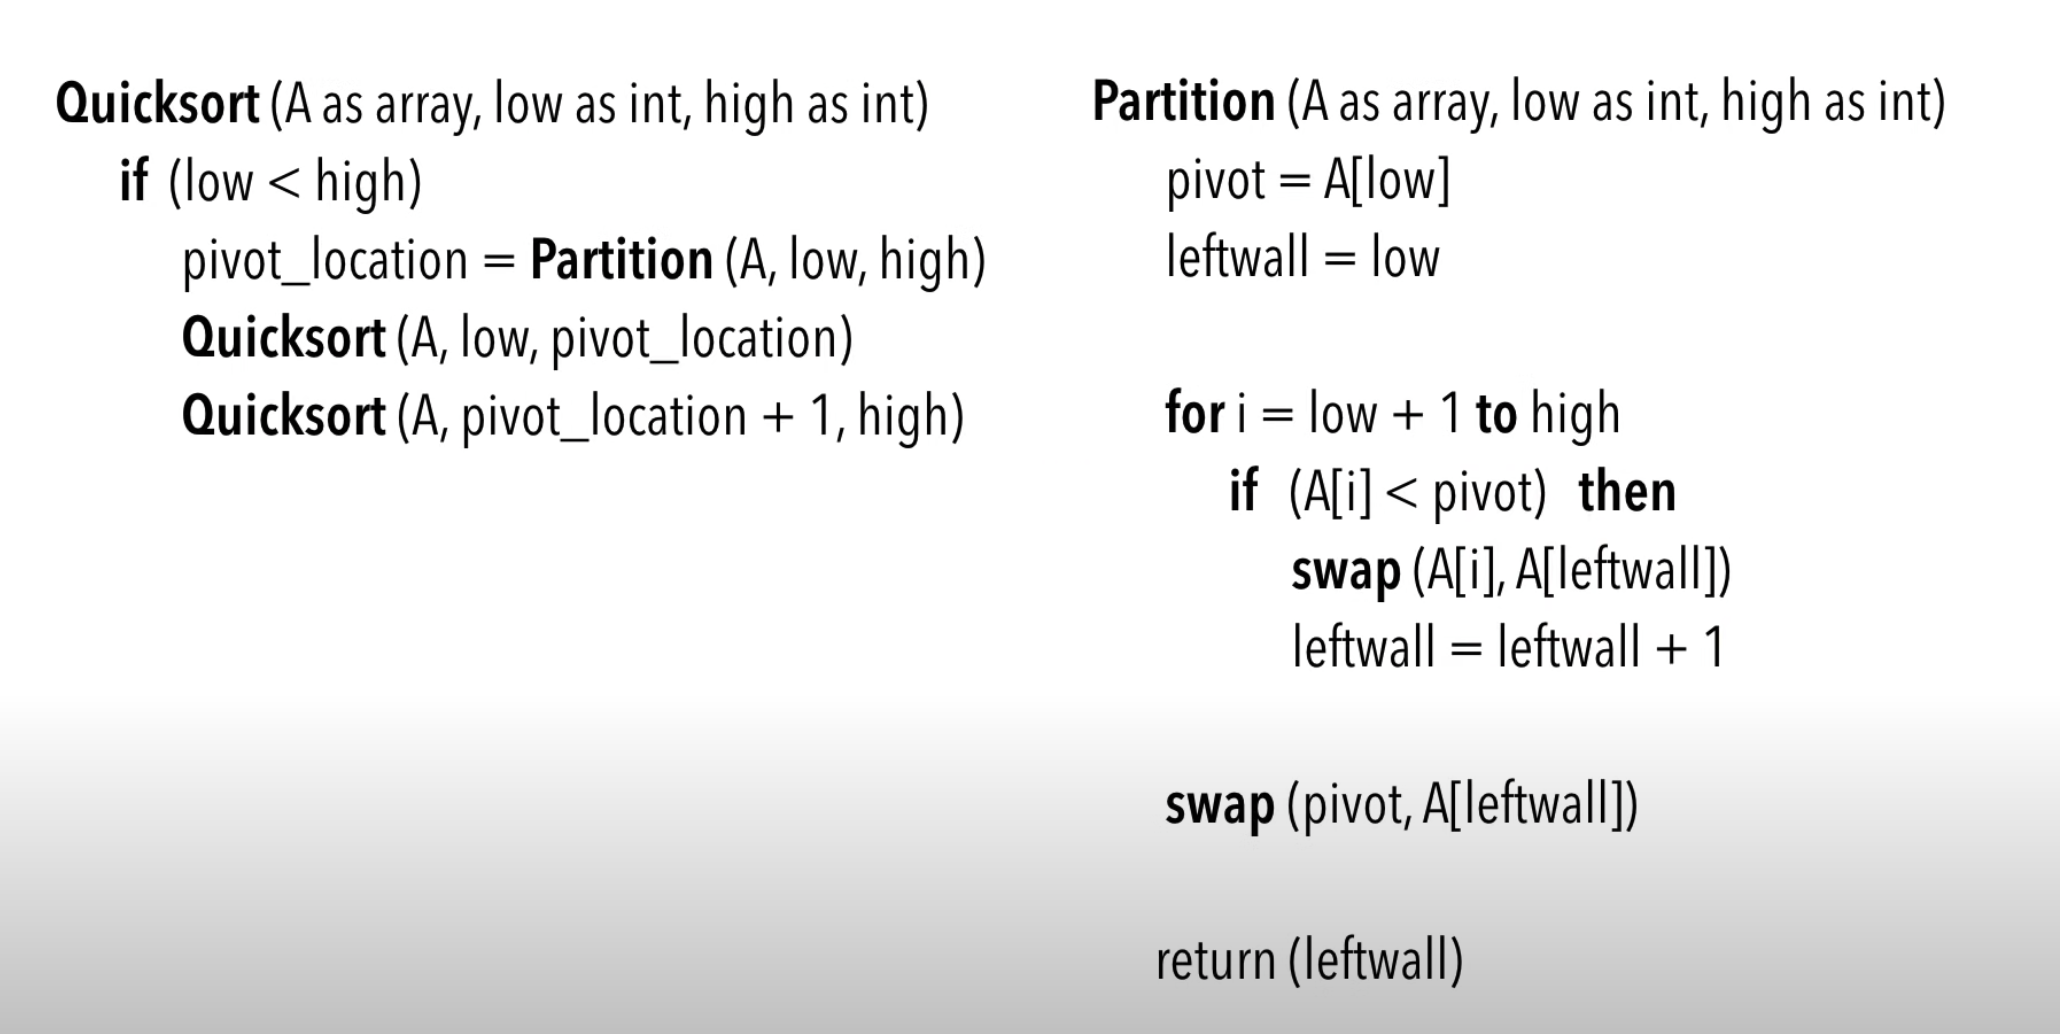 Quicksort (A as array, low as int, high as int)
if (low < high)
pivot_location = Partition (A, low, high)
Quicksort (A, low, pivot_location)
Quicksort (A, pivot_location + 1, high)
Partition (A as array, low as int, high as int)
pivot = A[low]
leftwall = low
for i = low + 1 to high
if (A[i] < pivot) then
swap (A[i], A[leftwall])
leftwall = leftwall + 1
swap (pivot, A[leftwall])
return (leftwall)